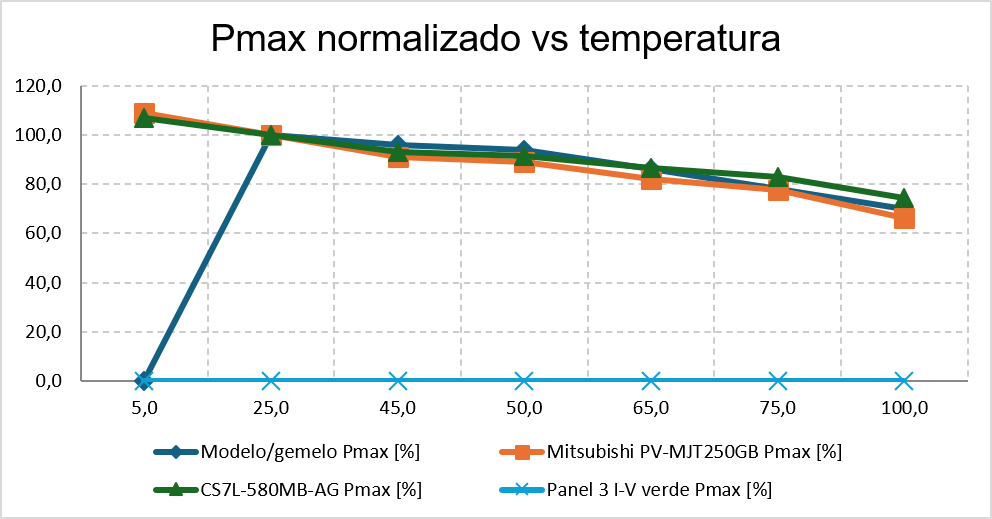 Pmax normalizado vs temperatura
120,0
100,0
80,0
60,0
40,0
20,0
0,0
5,0 25,0 45,0 50,0 65,0 75,0 100,0
Modelo/gemelo Pmax [%] Mitsubishi PV-MJT250GB Pmax [%]
CS7L-580MB-AG Pmax [%] Panel 3 I-V verde Pmax [%]